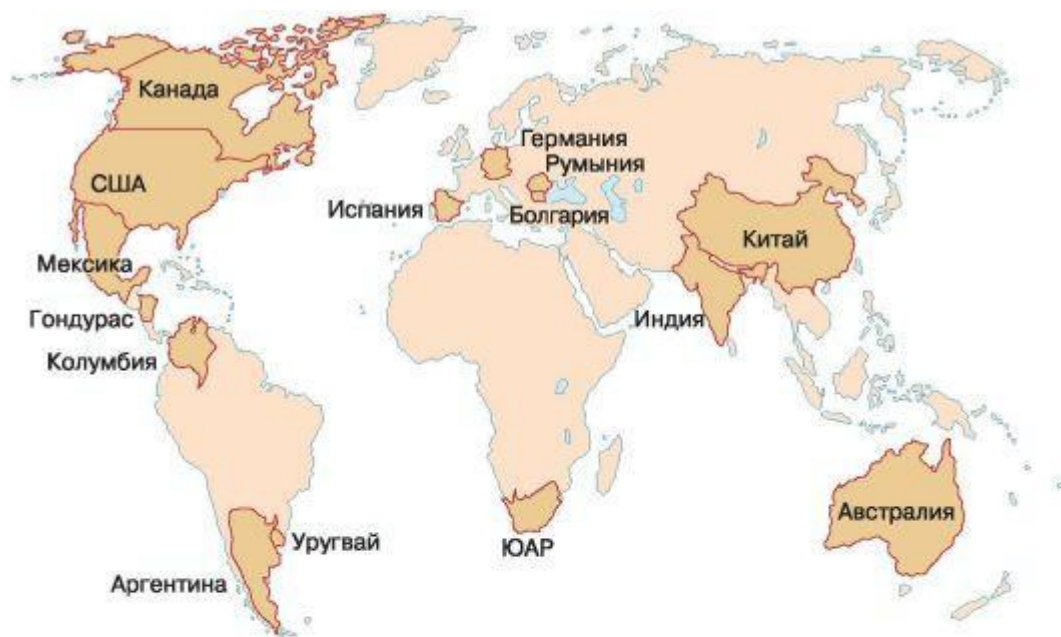 Канада
США
Мексика
Гондурас
Колумбия
Уругвай
Аргентина
Германия
Румыния
Испания
Болгария
Китай
Индия
ЮАР
Австралия